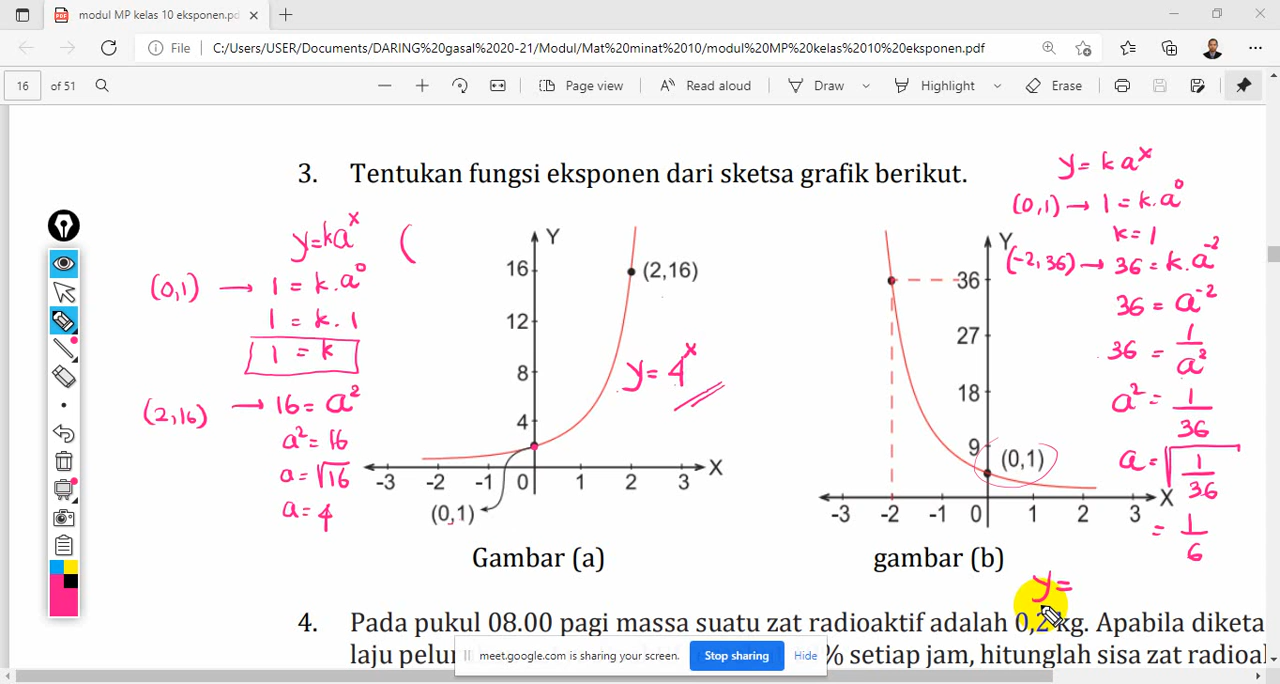 modul MP kelas 10 eksponen.pdf
File C:/Users/USER/Documents/DARING%20gasal%202020-21/Modul/Mat%20minat%2010/modul%20MP%20kelas%2010%20eksponen.pdf
16 of 51 Page view Read aloud Draw Highlight Erase
3. Tentukan fungsi eksponen dari sketsa grafik berikut.
y=ka^x
(0,1) → 1 = k.a^0
1 = k.1
1 = k
(2,16) → 16 = a^2
a^2 = 16
a = √16
a = 4
(
Y
16
12
8
4
(2,16)
y = 4^x
-3 -2 -1 0 1 2 3 X
(0,1)
Gambar (a)
Y
36
27
18
9
(0,1)
-3 -2 -1 0 1 2 3 X
gambar (b)
y = k a^x
(0,1) → 1 = k.a^0
k = 1
(-2,36) → 36 = k.a^-2
36 = a^-2
36 = 1/a^2
a^2 = 1/36
a = √1/36
= 1/6
y =
4. Pada pukul 08.00 pagi massa suatu zat radioaktif adalah 0,2 kg. Apabila diketa
laju pelu % setiap jam, hitunglah sisa zat radioa
meet.google.com is sharing your screen. Stop sharing Hide